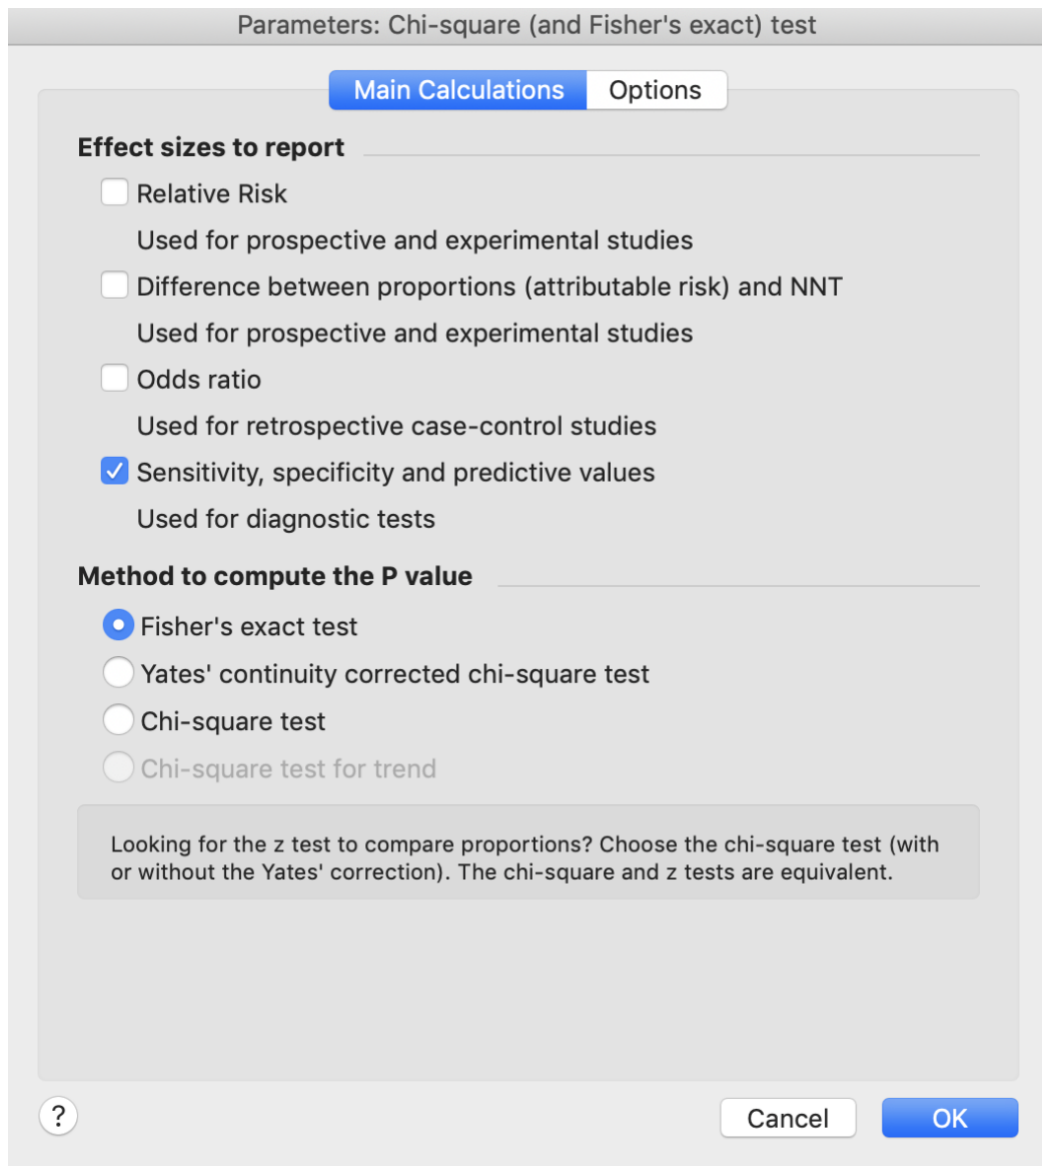 Parameters: Chi-square (and Fisher's exact) test
Main Calculations Options
Effect sizes to report
Relative Risk
Used for prospective and experimental studies
Difference between proportions (attributable risk) and NNT
Used for prospective and experimental studies
Odds ratio
Used for retrospective case-control studies
Sensitivity, specificity and predictive values
Used for diagnostic tests
Method to compute the P value
Fisher's exact test
Yates' continuity corrected chi-square test
Chi-square test
Chi-square test for trend
Looking for the z test to compare proportions? Choose the chi-square test (with
or without the Yates' correction). The chi-square and z tests are equivalent.
? Cancel OK